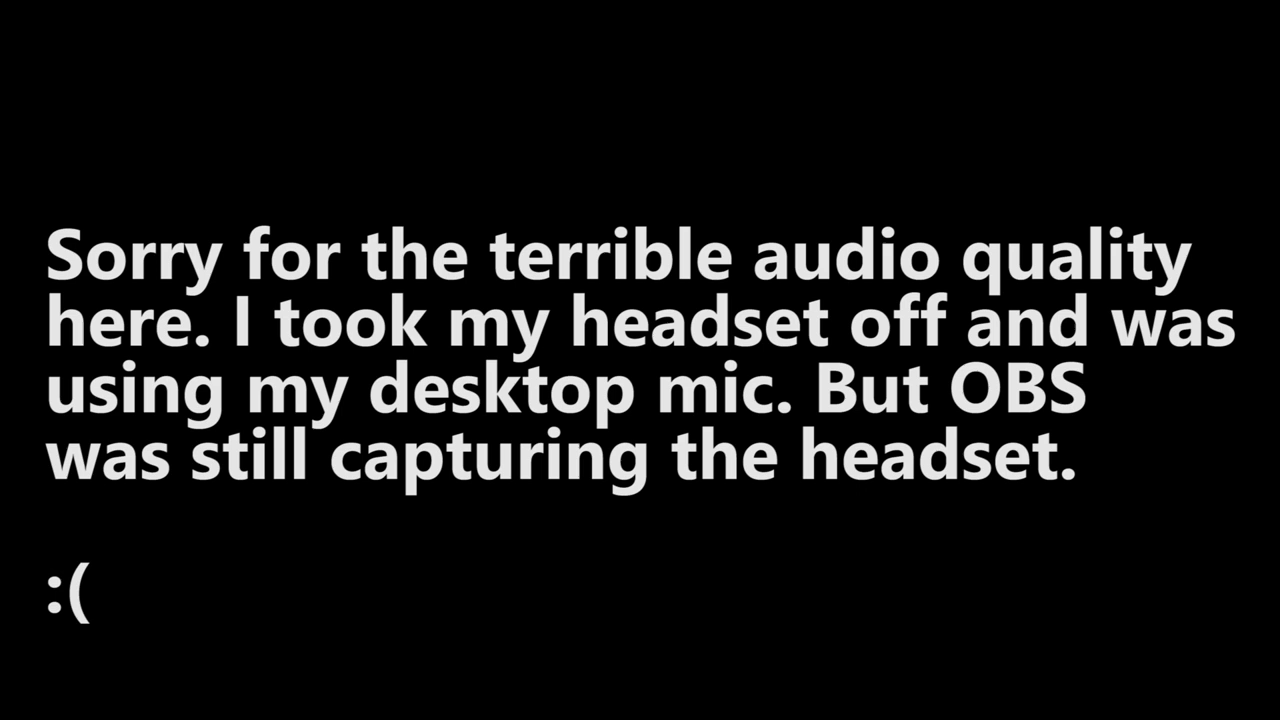 Sorry for the terrible audio quality
here. I took my headset off and was
using my desktop mic. But OBS
was still capturing the headset.
:(